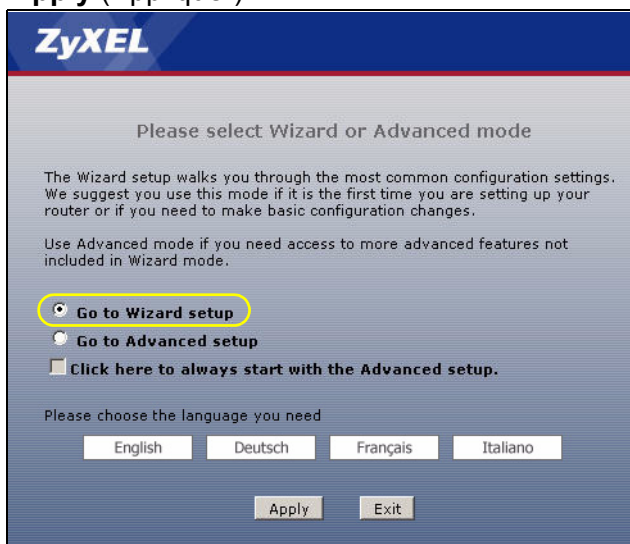 ZyXEL
Please select Wizard or Advanced mode
The Wizard setup walks you through the most common configuration settings.
We suggest you use this mode if it is the first time you are setting up your
router or if you need to make basic configuration changes.
Use Advanced mode if you need access to more advanced features not
included in Wizard mode.
Go to Wizard setup
Go to Advanced setup
Click here to always start with the Advanced setup.
Please choose the language you need
English Deutsch Français Italiano
Apply Exit